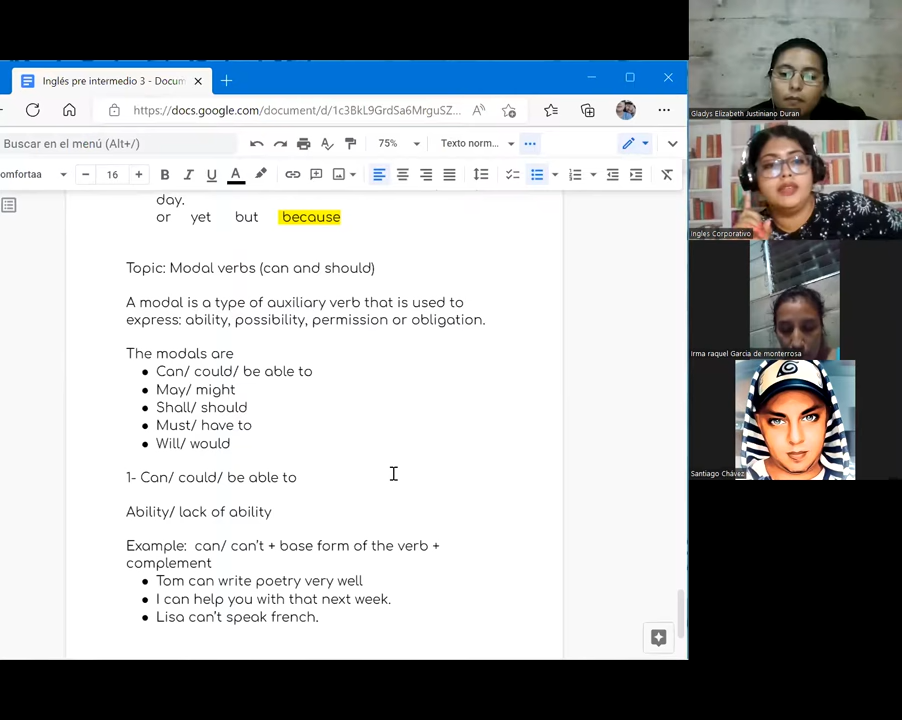 Inglés pre intermedio 3 - Docum
https://docs.google.com/document/d/1c3BkL9GrdSa6MrguSZ...
Buscar en el menú (Alt+/)
75%
Texto norm...
omfortaa
16
day.
or yet but because
Topic: Modal verbs (can and should)
A modal is a type of auxiliary verb that is used to
express: ability, possibility, permission or obligation.
The modals are
● Can/ could/ be able to
● May/ might
● Shall/ should
● Must/ have to
● Will/ would
1- Can/ could/ be able to
Ability/ lack of ability
Example: can/ can't + base form of the verb +
complement
● Tom can write poetry very well
● I can help you with that next week.
● Lisa can't speak french.
Gladys Elizabeth Justiniano Duran
Ingles Corporativo
Irma raquel Garcia de monterrosa
Santiago Chávez